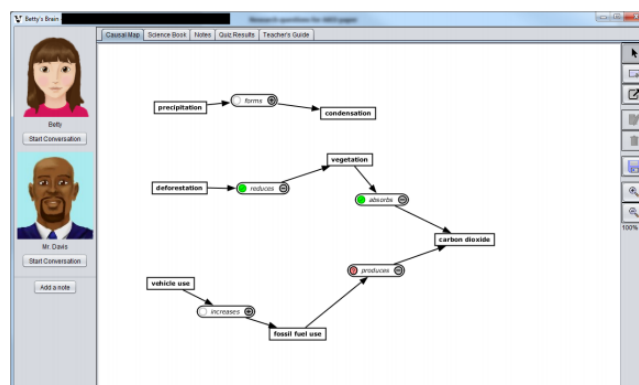 Betty's Brain
Causal Map Science Book Notes Quiz Results Teacher's Guide
Betty
Start Conversation
Mr. Davis
Start Conversation
Add a note
precipitation
forms
condensation
vegetation
deforestation
reduces
absorbs
carbon dioxide
produces
vehicle use
increases
fossil fuel use
100%